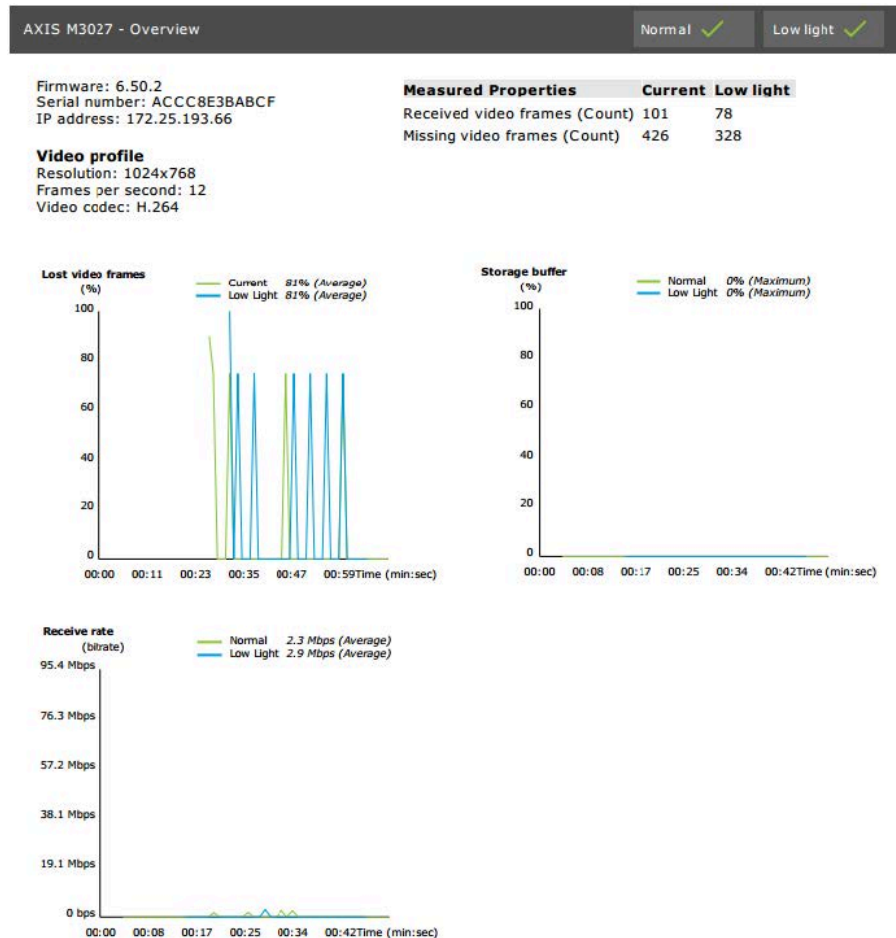 AXIS M3027 - Overview
Normal
Low light
Firmware: 6.50.2
Serial number: ACCC8E3BABCF
IP address: 172.25.193.66
Video profile
Resolution: 1024x768
Frames per second: 12
Video codec: H.264
Measured Properties Current Low light
Received video frames (Count) 101 78
Missing video frames (Count) 426 328
Lost video frames
(%)
Current 81% (Average)
Low Light 81% (Average)
100
80
60
40
20
0
00:00 00:11 00:23 00:35 00:47 00:59Time (min:sec)
Storage buffer
(%)
Normal 0% (Maximum)
Low Light 0% (Maximum)
100
80
60
40
20
0
00:00 00:08 00:17 00:25 00:34 00:42Time (min:sec)
Receive rate
(bitrate)
Normal 2.3 Mbps (Average)
Low Light 2.9 Mbps (Average)
95.4 Mbps
76.3 Mbps
57.2 Mbps
38.1 Mbps
19.1 Mbps
0 bps
00:00 00:08 00:17 00:25 00:34 00:42Time (min:sec)